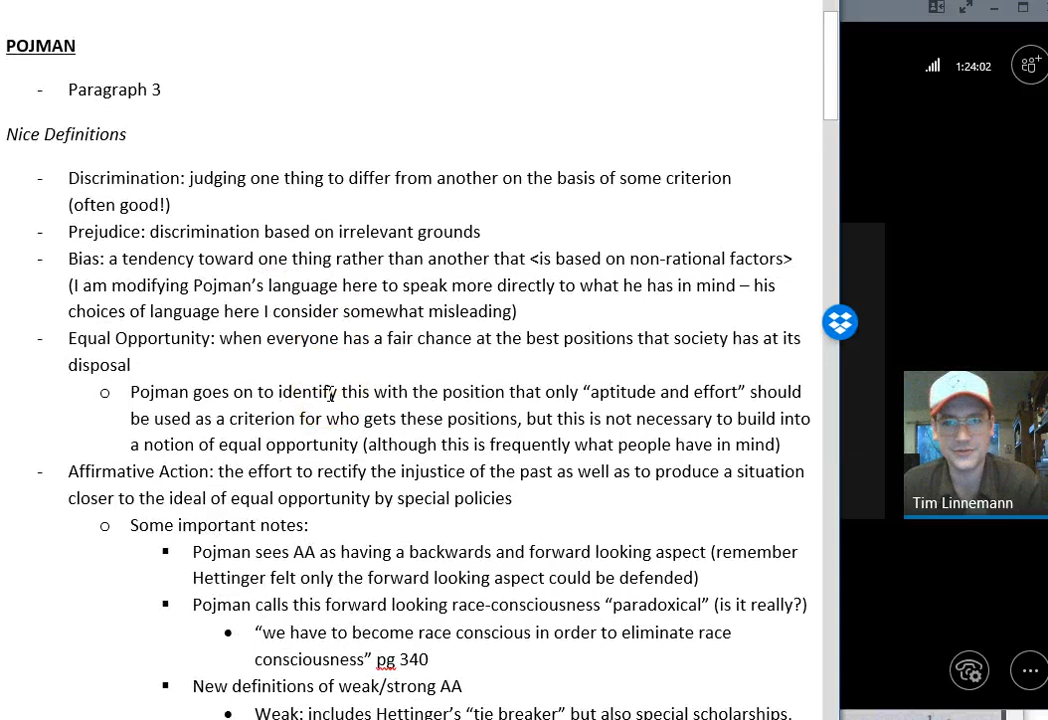 POJMAN
- Paragraph 3
Nice Definitions
- Discrimination: judging one thing to differ from another on the basis of some criterion
(often good!)
- Prejudice: discrimination based on irrelevant grounds
- Bias: a tendency toward one thing rather than another that <is based on non-rational factors>
(I am modifying Pojman's language here to speak more directly to what he has in mind – his
choices of language here I consider somewhat misleading)
- Equal Opportunity: when everyone has a fair chance at the best positions that society has at its
disposal
o Pojman goes on to identify this with the position that only "aptitude and effort" should
be used as a criterion for who gets these positions, but this is not necessary to build into
a notion of equal opportunity (although this is frequently what people have in mind)
- Affirmative Action: the effort to rectify the injustice of the past as well as to produce a situation
closer to the ideal of equal opportunity by special policies
o Some important notes:
▪ Pojman sees AA as having a backwards and forward looking aspect (remember
Hettinger felt only the forward looking aspect could be defended)
▪ Pojman calls this forward looking race-consciousness "paradoxical" (is it really?)
• "we have to become race conscious in order to eliminate race
consciousness" pg 340
▪ New definitions of weak/strong AA
• Weak: includes Hettinger's "tie breaker" but also special scholarships,
1:24:02
Tim Linnemann